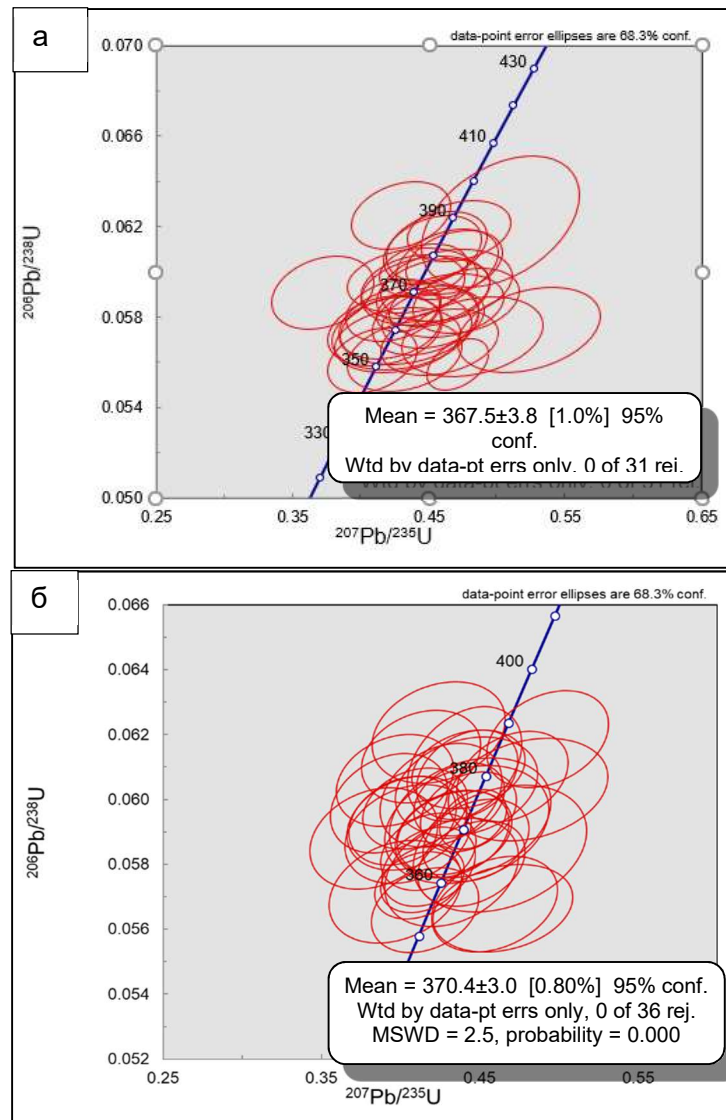 а
data-point error ellipses are 68.3% conf.
0.070
430
0.066
410
0.062
390
²⁰⁶Pb/²³⁸U
370
0.058
350
0.054
330
Mean = 367.5±3.8 [1.0%] 95%
conf.
Wtd by data-pt errs only, 0 of 31 rej.
0.050
0.25
0.35
0.45
0.55
0.65
²⁰⁷Pb/²³⁵U
б
data-point error ellipses are 68.3% conf.
0.066
400
0.064
0.062
380
0.060
²⁰⁶Pb/²³⁸U
0.058
360
0.056
0.054
Mean = 370.4±3.0 [0.80%] 95% conf.
Wtd by data-pt errs only, 0 of 36 rej.
MSWD = 2.5, probability = 0.000
0.052
0.25
0.35
0.45
0.55
²⁰⁷Pb/²³⁵U